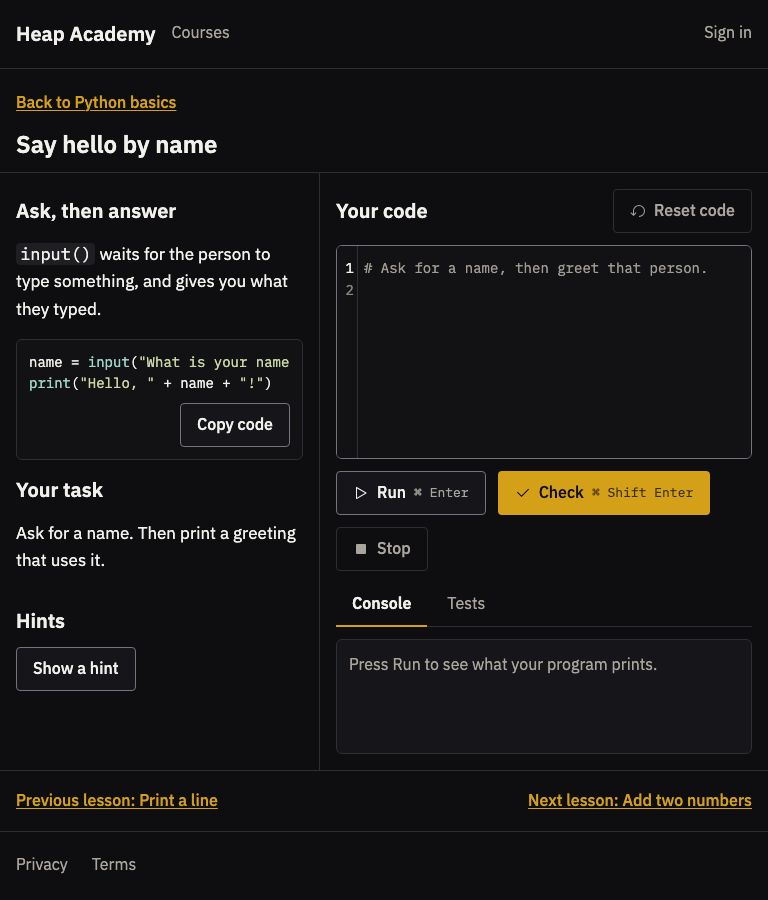 Heap Academy
Courses
Sign in
Back to Python basics
Say hello by name
Ask, then answer
input() waits for the person to
type something, and gives you what
they typed.
name = input("What is your name
print("Hello, " + name + "!")
Copy code
Your task
Ask for a name. Then print a greeting
that uses it.
Hints
Show a hint
Your code
Reset code
1 # Ask for a name, then greet that person.
2
Run ⌘ Enter
Check ⌘ Shift Enter
Stop
Console
Tests
Press Run to see what your program prints.
Previous lesson: Print a line
Next lesson: Add two numbers
Privacy
Terms